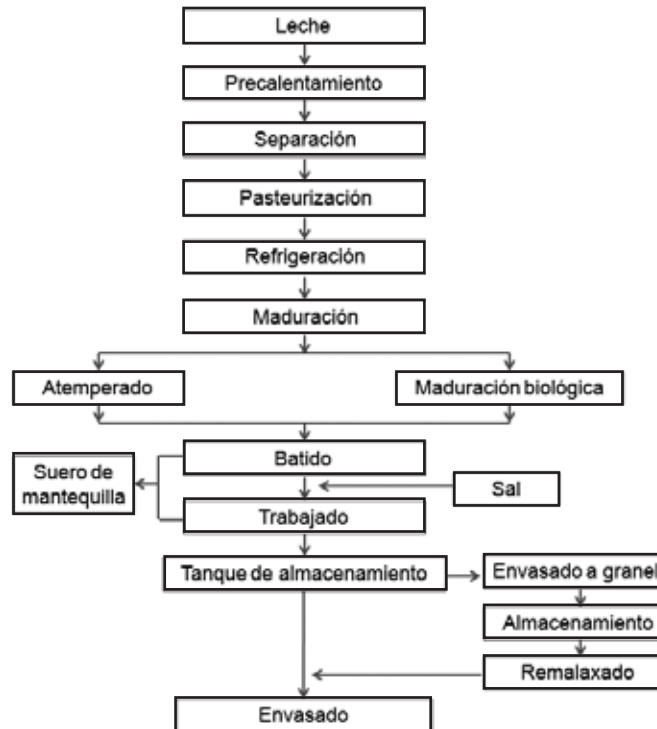 Leche
Precalentamiento
Separación
Pasteurización
Refrigeración
Maduración
Atemperado
Maduración biológica
Batido
Suero de
mantequilla
Sal
Trabajado
Tanque de almacenamiento
Envasado a granel
Almacenamiento
Remalaxado
Envasado